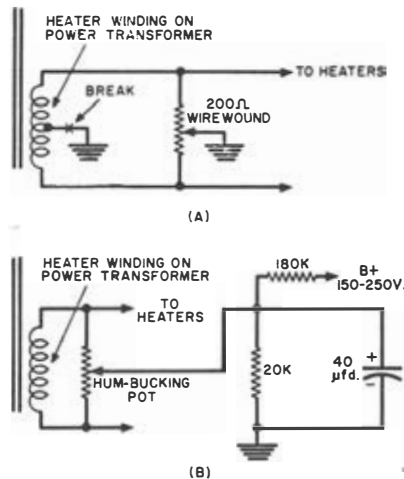 HEATER WINDING ON
POWER TRANSFORMER
TO HEATERS
BREAK
200Ω
WIREWOUND
(A)
HEATER WINDING ON
POWER TRANSFORMER
180K
B+
150-250V.
TO
HEATERS
HUM-BUCKING
POT
20K
40
μfd.
+
-
(B)